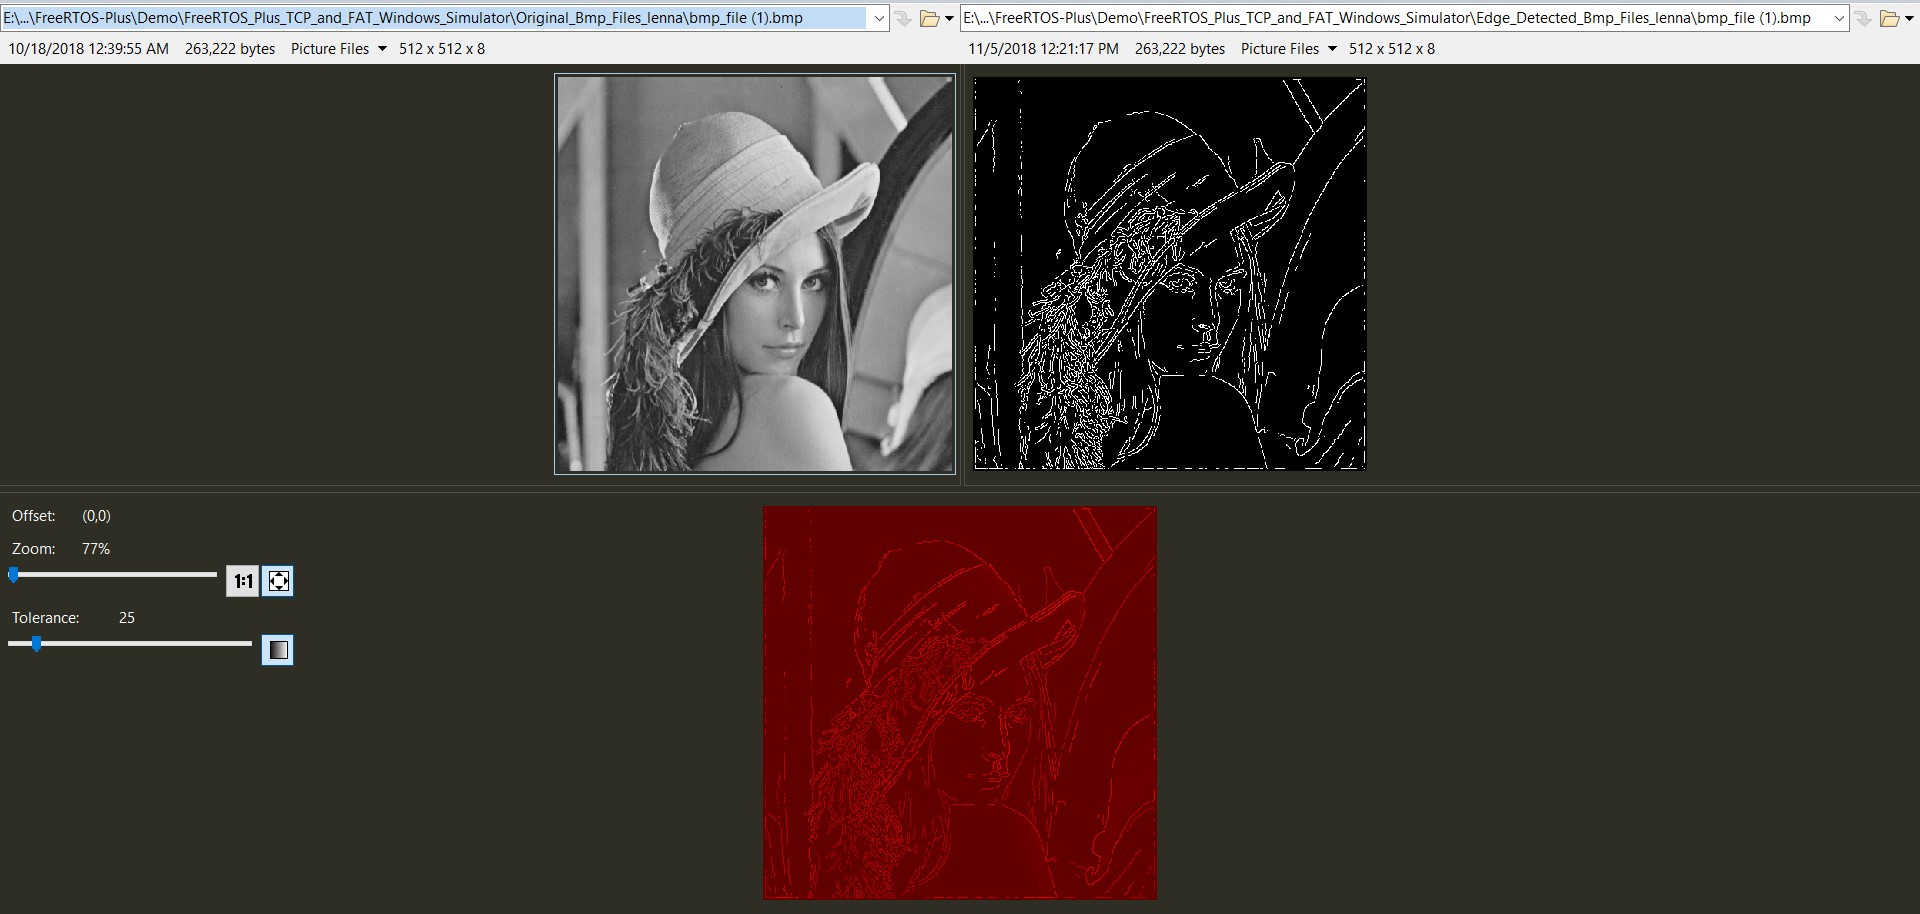 E:\...\FreeRTOS-Plus\Demo\FreeRTOS_Plus_TCP_and_FAT_Windows_Simulator\Original_Bmp_Files_lenna\bmp_file (1).bmp
E:\...\FreeRTOS-Plus\Demo\FreeRTOS_Plus_TCP_and_FAT_Windows_Simulator\Edge_Detected_Bmp_Files_lenna\bmp_file (1).bmp
10/18/2018 12:39:55 AM 263,222 bytes Picture Files 512 x 512 x 8
11/5/2018 12:21:17 PM 263,222 bytes Picture Files 512 x 512 x 8
Offset: (0,0)
Zoom: 77%
1:1
Tolerance: 25